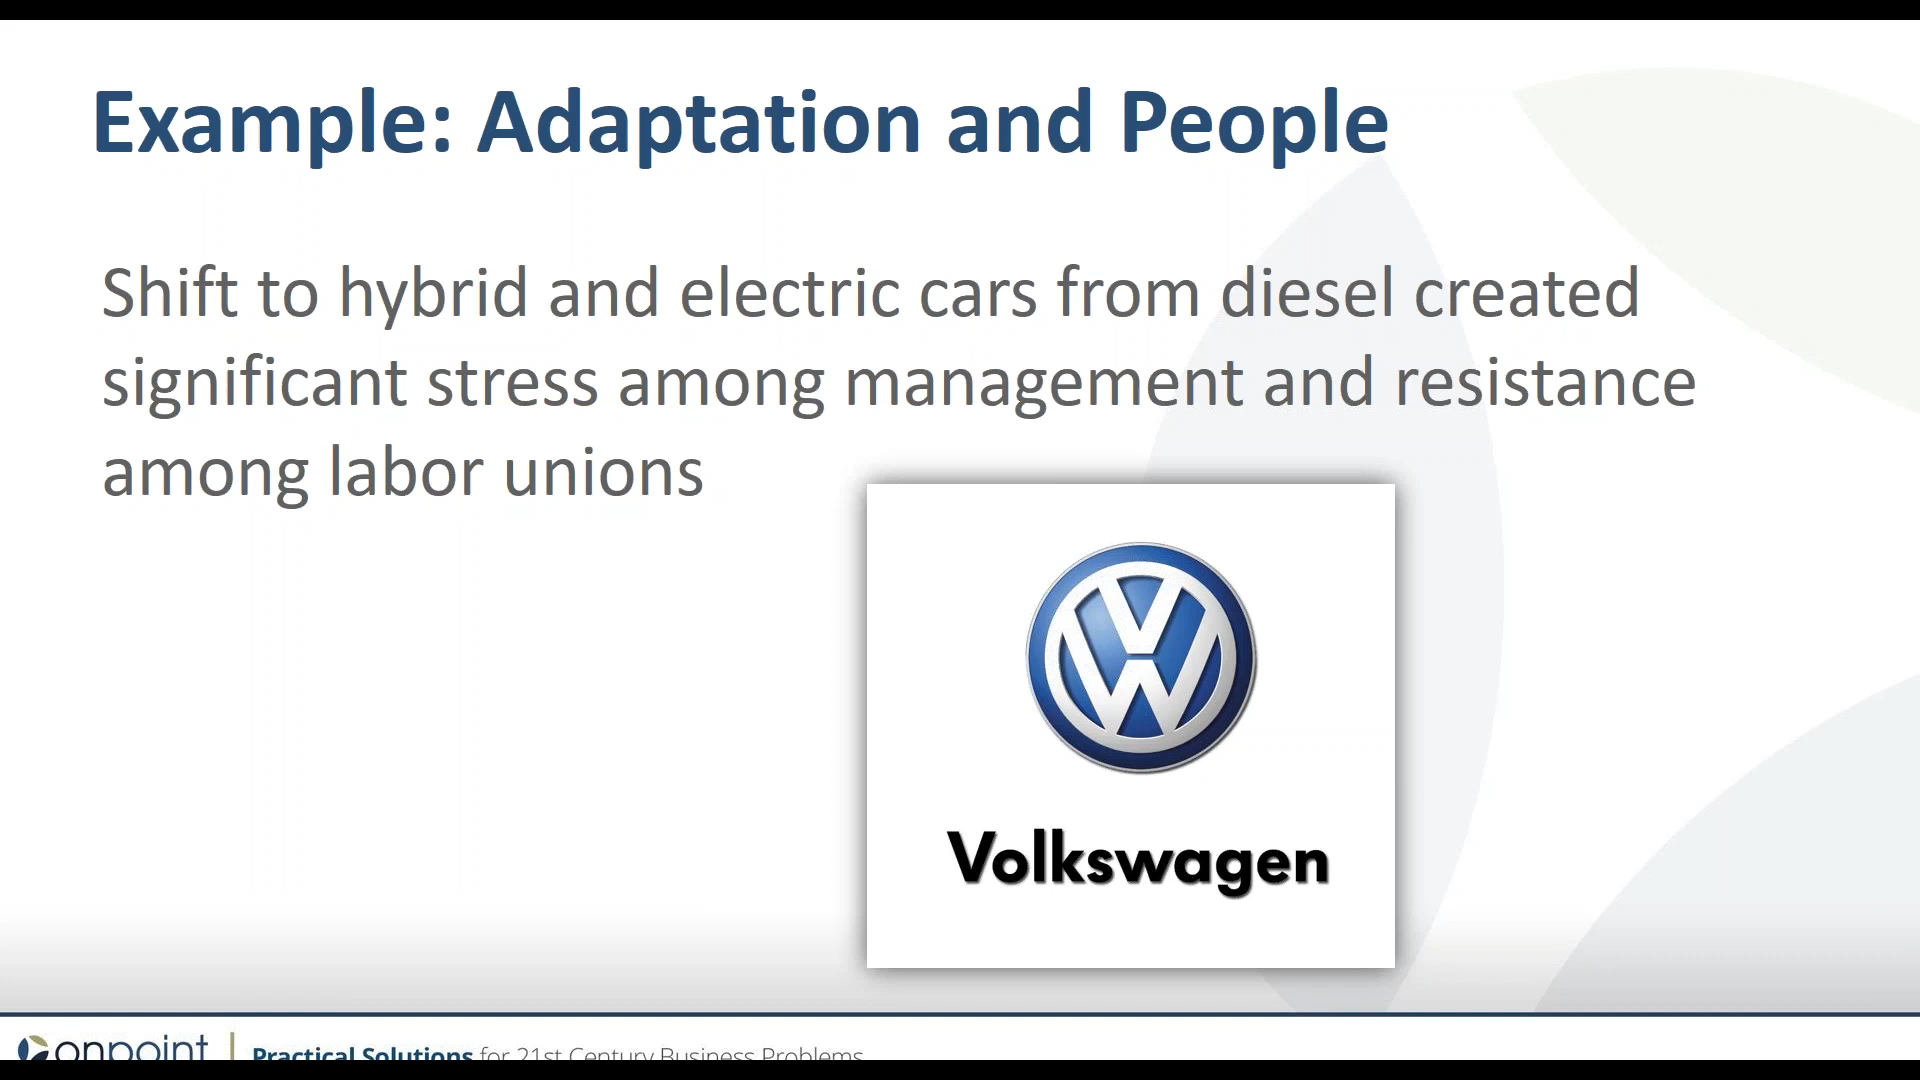 Example: Adaptation and People
Shift to hybrid and electric cars from diesel created
significant stress among management and resistance
among labor unions
Volkswagen
onpoint | Practical Solutions for 21st Century Business Problems